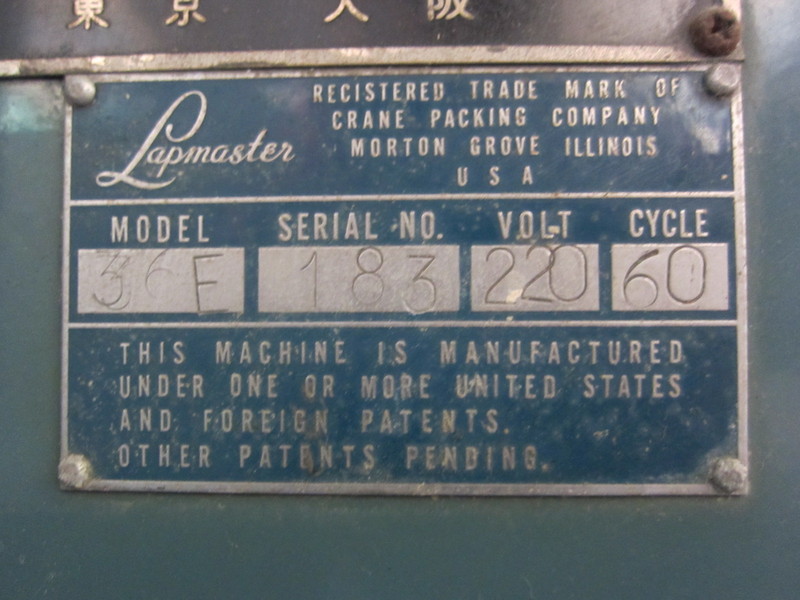 東京 大阪
Lapmaster
REGISTERED TRADE MARK OF
CRANE PACKING COMPANY
MORTON GROVE ILLINOIS
USA
MODEL SERIAL NO. VOLT CYCLE
36E 183 220 60
THIS MACHINE IS MANUFACTURED
UNDER ONE OR MORE UNITED STATES
AND FOREIGN PATENTS.
OTHER PATENTS PENDING.